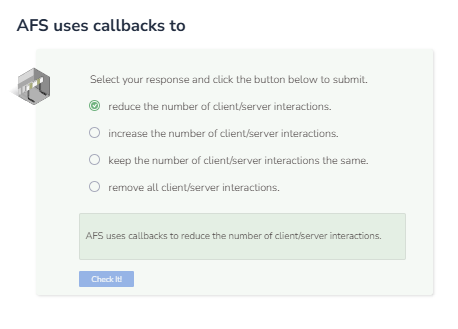 AFS uses callbacks to
Select your response and click the button below to submit.
reduce the number of client/server interactions.
increase the number of client/server interactions.
keep the number of client/server interactions the same.
remove all client/server interactions.
AFS uses callbacks to reduce the number of client/server interactions.
Check It!